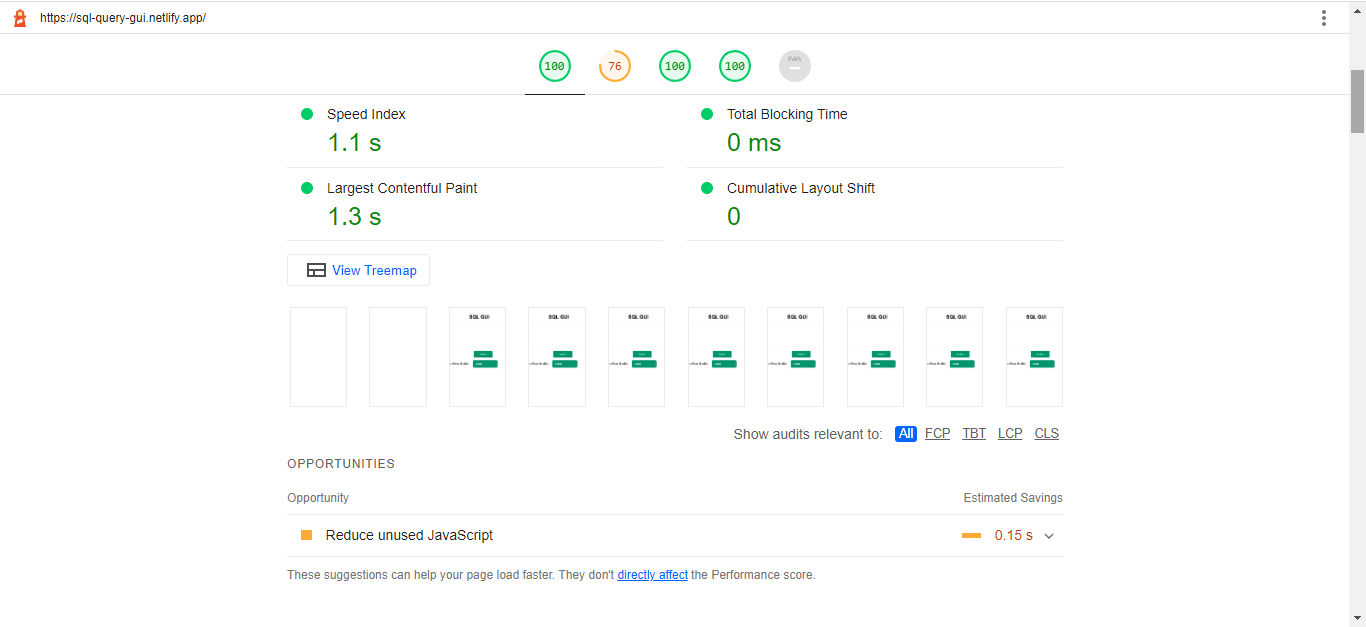 https://sql-query-gui.netlify.app/
100 76 100 100 PWA
Speed Index Total Blocking Time
1.1 s 0 ms
Largest Contentful Paint Cumulative Layout Shift
1.3 s 0
View Treemap
SQL GUI SQL GUI SQL GUI SQL GUI SQL GUI SQL GUI SQL GUI SQL GUI
Show audits relevant to: All FCP TBT LCP CLS
OPPORTUNITIES
Opportunity Estimated Savings
Reduce unused JavaScript 0.15 s
These suggestions can help your page load faster. They don't directly affect the Performance score.